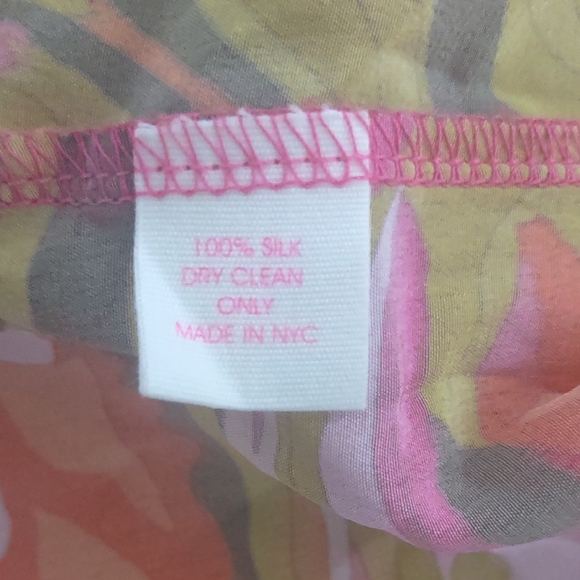 100% SILK
DRY CLEAN
ONLY
MADE IN NYC